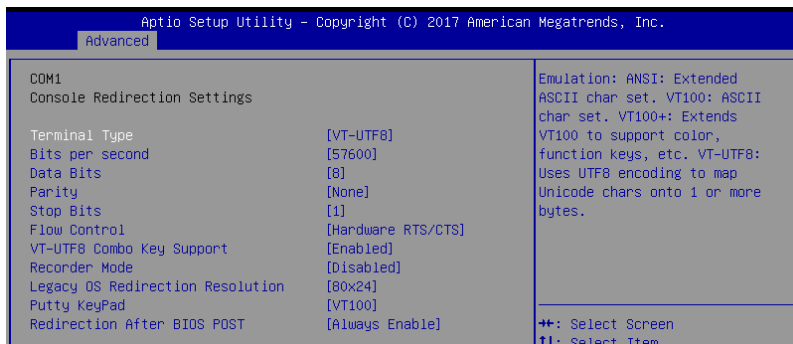 Aptio Setup Utility – Copyright (C) 2017 American Megatrends, Inc.
Advanced
COM1
Console Redirection Settings
Terminal Type [VT-UTF8]
Bits per second [57600]
Data Bits [8]
Parity [None]
Stop Bits [1]
Flow Control [Hardware RTS/CTS]
VT-UTF8 Combo Key Support [Enabled]
Recorder Mode [Disabled]
Legacy OS Redirection Resolution [80x24]
Putty KeyPad [VT100]
Redirection After BIOS POST [Always Enable]
Emulation: ANSI: Extended
ASCII char set. VT100: ASCII
char set. VT100+: Extends
VT100 to support color,
function keys, etc. VT-UTF8:
Uses UTF8 encoding to map
Unicode chars onto 1 or more
bytes.
→←: Select Screen
↑↓: Select Item